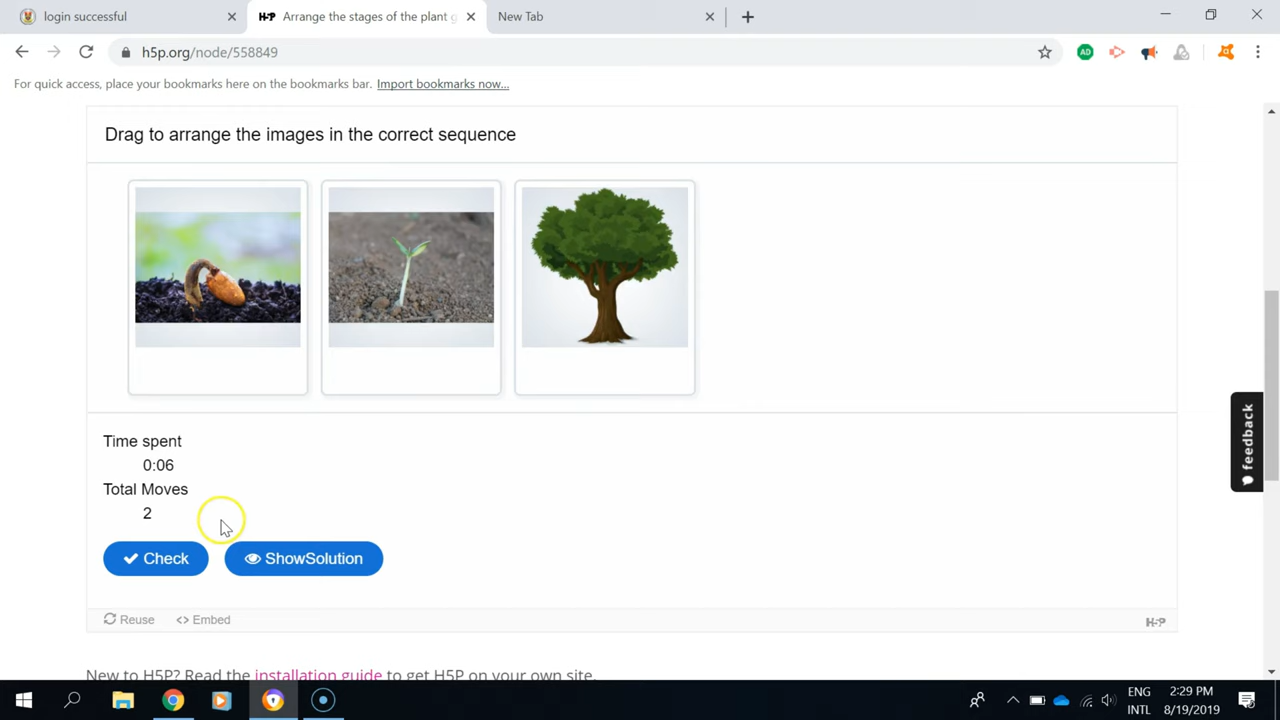 login successful
H5P Arrange the stages of the plant g
New Tab
h5p.org/node/558849
AD
For quick access, place your bookmarks here on the bookmarks bar. Import bookmarks now...
Drag to arrange the images in the correct sequence
Time spent
0:06
Total Moves
2
Check
ShowSolution
Reuse
Embed
H5P
feedback
New to H5P? Read the installation guide to get H5P on your own site.
ENG
INTL
2:29 PM
8/19/2019